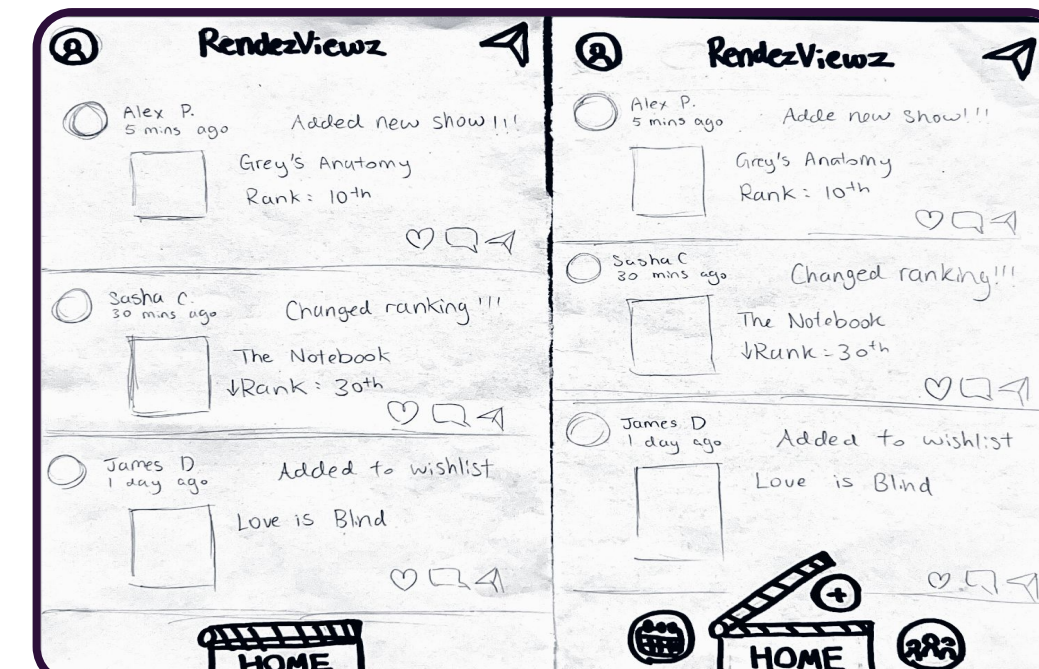 RendezViewz
Alex P.
5 mins ago
Added new show!!!
Grey's Anatomy
Rank: 10th
Sasha C.
30 mins ago
Changed ranking!!!
The Notebook
↓Rank: 30th
James D
1 day ago
Added to wishlist
Love is Blind
HOME
RendezViewz
Alex P.
5 mins ago
Adde new show!!!
Grey's Anatomy
Rank: 10th
Sasha C
30 mins ago
Changed ranking!!!
The Notebook
↓Rank: 30th
James D
1 day ago
Added to wishlist
Love is Blind
+
HOME